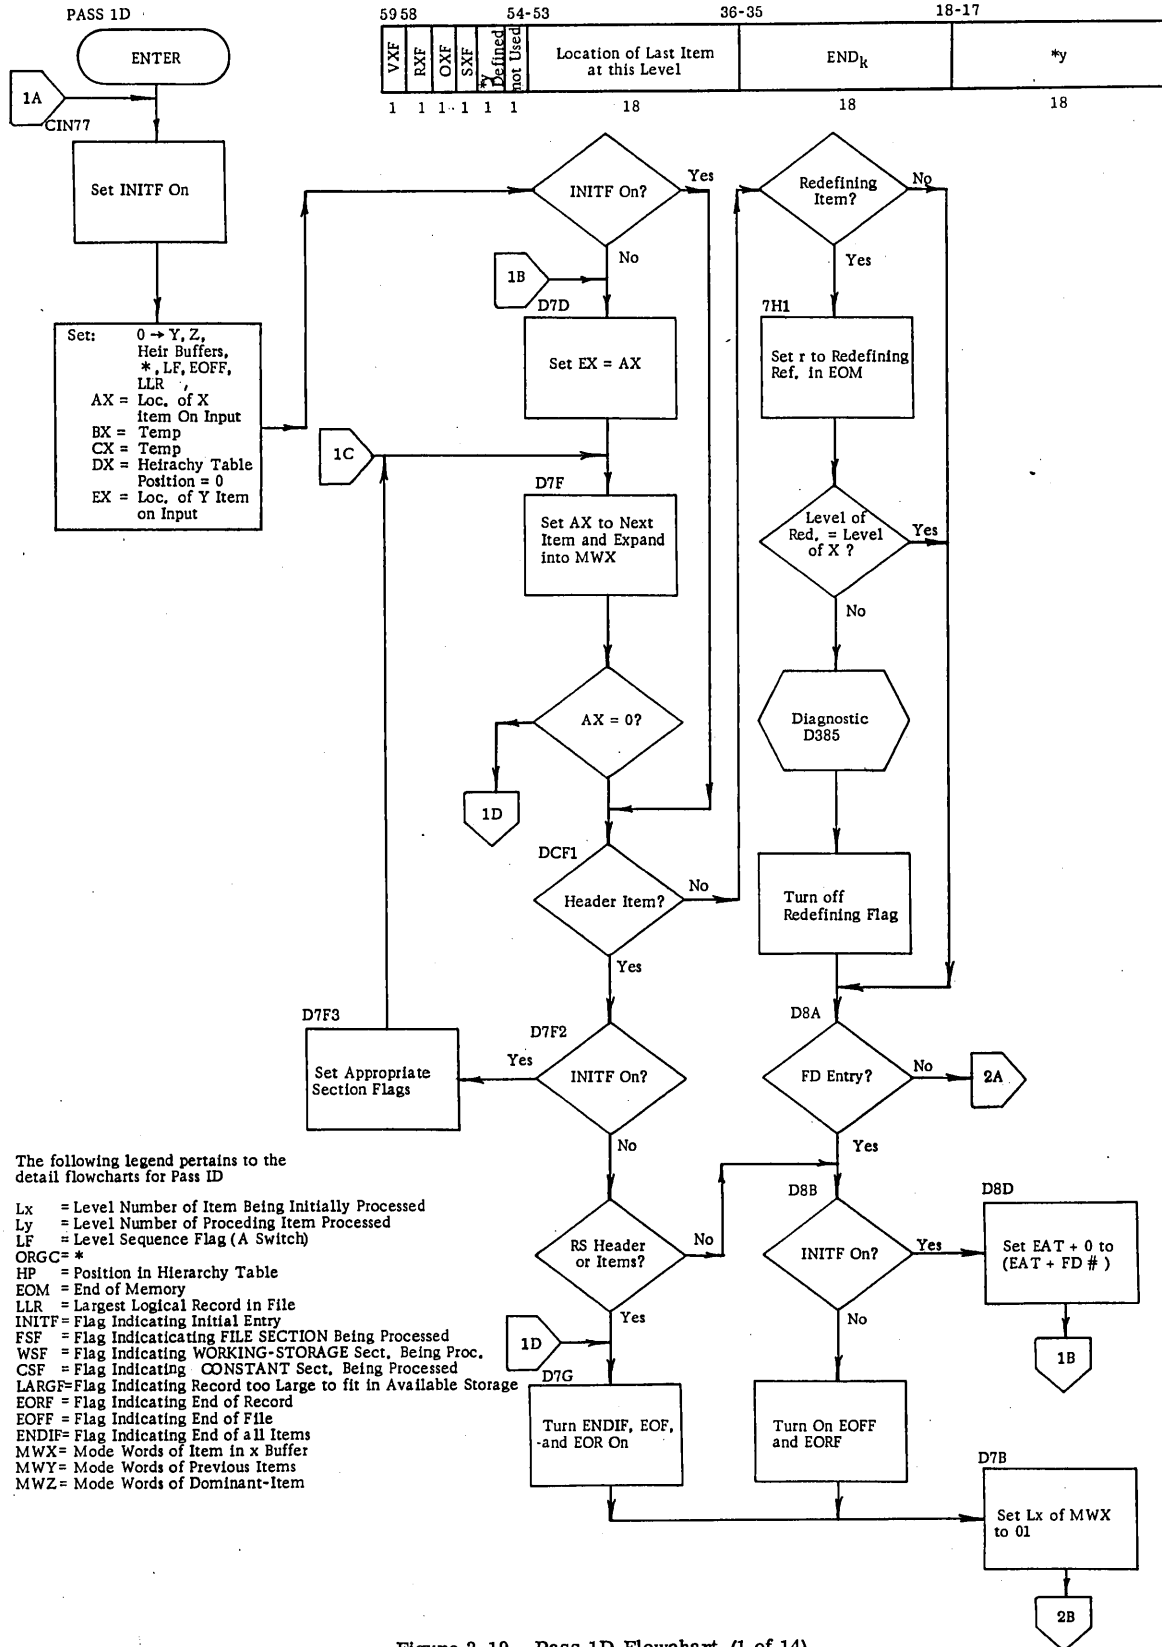 PASS 1D
ENTER
1A
CIN77
Set INITF On
Set: 0 → Y, Z,
Heir Buffers,
*, LF, EOFF,
LLR ,
AX = Loc. of X
item On Input
BX = Temp
CX = Temp
DX = Heirachy Table
Position = 0
EX = Loc. of Y Item
on Input
59 58 54-53 36-35 18-17
VXF
RXF
OXF
SXF
*y Defined
not Used
Location of Last Item
at this Level
ENDk
*y
1 1 1 1 1 1 18 18 18
INITF On?
Yes
No
1B
D7D
Set EX = AX
1C
D7F
Set AX to Next
Item and Expand
into MWX
AX = 0?
1D
DCF1
Header Item?
No
Yes
D7F3
Set Appropriate
Section Flags
D7F2
Yes
INITF On?
No
RS Header
or Items?
No
Yes
1D
D7G
Turn ENDIF, EOF,
and EOR On
Redefining
Item?
No
Yes
7H1
Set r to Redefining
Ref. in EOM
Level of
Red. = Level
of X ?
Yes
No
Diagnostic
D385
Turn off
Redefining Flag
D8A
FD Entry?
No
2A
Yes
D8B
INITF On?
Yes
No
D8D
Set EAT + 0 to
(EAT + FD # )
1B
Turn On EOFF
and EORF
D7B
Set Lx of MWX
to 01
2B
The following legend pertains to the
detail flowcharts for Pass ID
Lx = Level Number of Item Being Initially Processed
Ly = Level Number of Proceding Item Processed
LF = Level Sequence Flag (A Switch)
ORGC= *
HP = Position in Hierarchy Table
EOM = End of Memory
LLR = Largest Logical Record in File
INITF= Flag Indicating Initial Entry
FSF = Flag Indicaticating FILE SECTION Being Processed
WSF = Flag Indicating WORKING-STORAGE Sect. Being Proc.
CSF = Flag Indicating CONSTANT Sect. Being Processed
LARGF=Flag Indicating Record too Large to fit in Available Storage
EORF = Flag Indicating End of Record
EOFF = Flag Indicating End of File
ENDIF= Flag Indicating End of all Items
MWX= Mode Words of Item in x Buffer
MWY= Mode Words of Previous Items
MWZ= Mode Words of Dominant-Item
Figure 2-19. Pass 1D Flowchart (1 of 14)